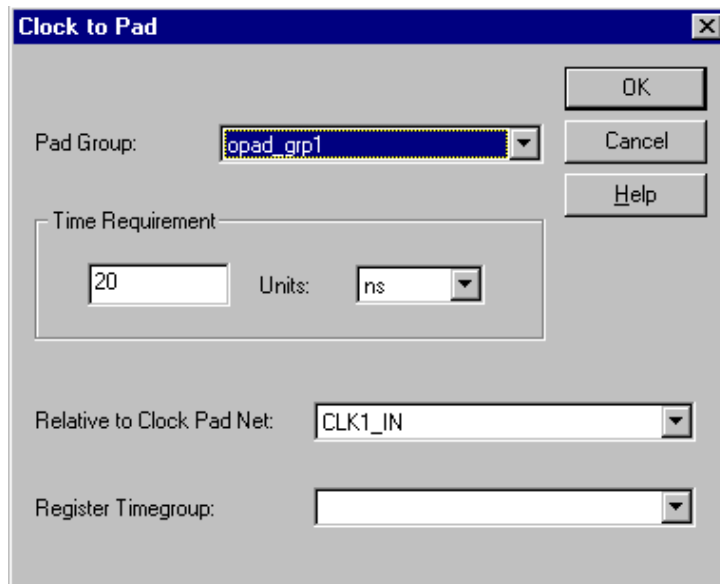 Clock to Pad
OK
Pad Group: opad_grp1
Cancel
Help
Time Requirement
20 Units: ns
Relative to Clock Pad Net: CLK1_IN
Register Timegroup: